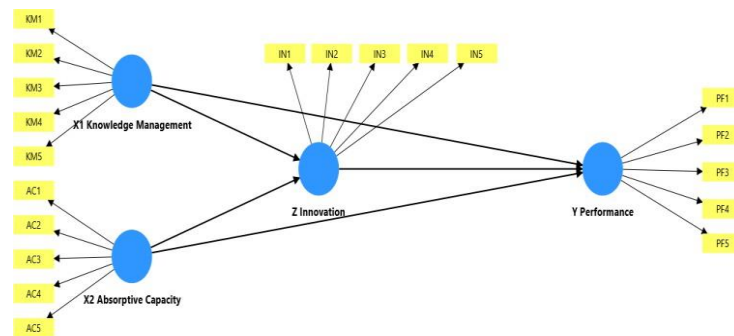 KM1
KM2
KM3
KM4
KM5
X1 Knowledge Management
IN1
IN2
IN3
IN4
IN5
Z Innovation
AC1
AC2
AC3
AC4
AC5
X2 Absorptive Capacity
PF1
PF2
PF3
PF4
PF5
Y Performance